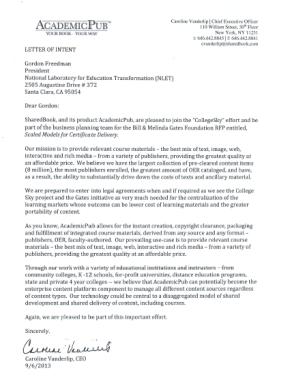 ACADEMICPUB™
YOUR BOOK. YOUR WAY.
Caroline Vanderlip | Chief Executive Officer
110 William Street, 30th Floor
New York, NY 10038
cvanderlip@sharedbook.com
LETTER OF INTENT
Gordon Freedman
President
National Laboratory for Education Transformation (NLET)
2505 Augustine Drive # 372
Santa Clara, CA 95054
Dear Gordon:
SharedBook, and its product AcademicPub, are pleased to join the "CollegeSky" effort and be
part of the business planning team for the Bill & Melinda Gates Foundation RFP entitled,
Scaled Models for Certificate Delivery.
Our mission is to provide relevant course materials – the best mix of text, image, web,
interactive and rich media – from a variety of publishers, providing the greatest quality at
an affordable price. We believe we have the largest collection of pre-cleared content items
(8 million), the most publishers enrolled, the greatest amount of OER cataloged, and have,
as a result, the ability to substantially drive down the costs of texts and ancillary material.
We are prepared to enter into legal agreements when and if required as we see the College
Sky project and the Gates initiative as very much needed for the centralization of the
learning markets whose outcome can be lower cost of learning materials and the greater
portability of content.
As you know, AcademicPub allows for the instant creation, copyright clearance, packaging
and fulfillment of integrated course materials, derived from any source and any format –
publishers, OER, faculty-authored. Our prevailing use-case is to provide relevant course
materials – the best mix of text, image, web, interactive and rich media – from a variety of
publishers, providing the greatest quality at an affordable price.
Through our work with a variety of educational institutions and instructors – from
community colleges, K -12 schools, for-profit universities, distance education programs,
state and private 4 year colleges – we believe that AcademicPub can potentially become the
enterprise content platform component to manage all different content sources regardless
of content types. Our technology could be central to a disaggregated model of shared
development and shared delivery of content, including courses.
Again, we are pleased to be part of this important effort.
Sincerely,
Caroline Vanderlip
Caroline Vanderlip, CEO
9/6/2013